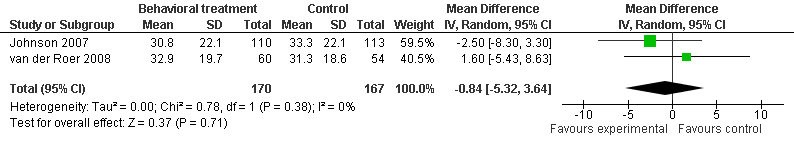 Behavioral treatment Control Mean Difference Mean Difference
Study or Subgroup Mean SD Total Mean SD Total Weight IV, Random, 95% CI IV, Random, 95% CI
Johnson 2007 30.8 22.1 110 33.3 22.1 113 59.5% -2.50 [-8.30, 3.30]
van der Roer 2008 32.9 19.7 60 31.3 18.6 54 40.5% 1.60 [-5.43, 8.63]
Total (95% CI) 170 167 100.0% -0.84 [-5.32, 3.64]
Heterogeneity: Tau² = 0.00; Chi² = 0.78, df = 1 (P = 0.38); I² = 0%
Test for overall effect: Z = 0.37 (P = 0.71)
-10 -5 0 5 10
Favours experimental Favours control